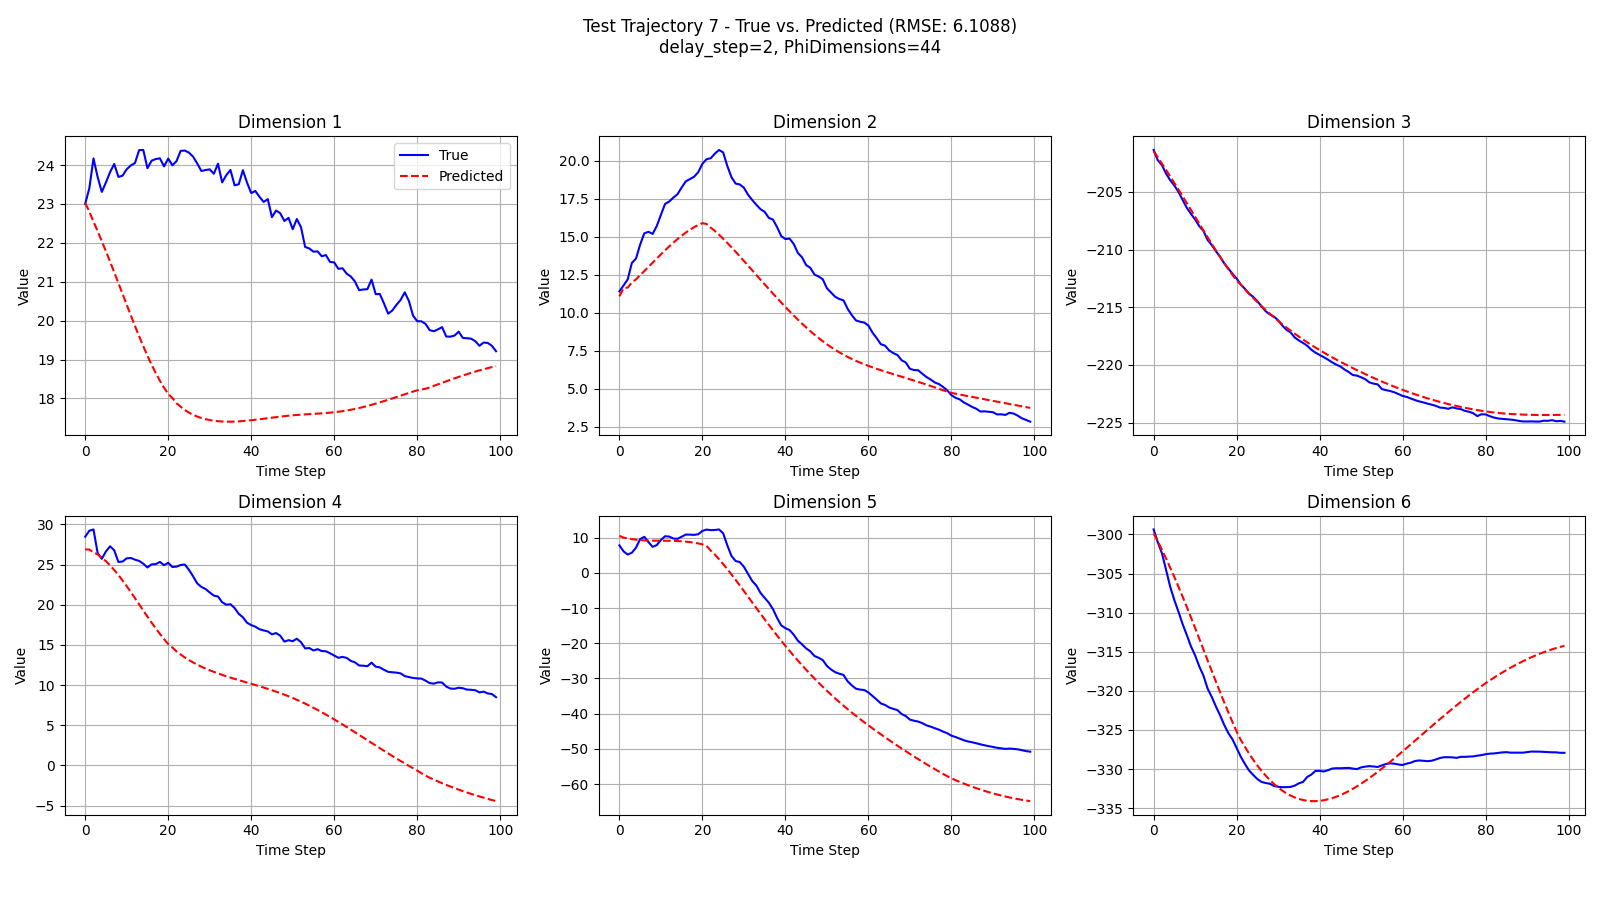 Test Trajectory 7 - True vs. Predicted (RMSE: 6.1088)
delay_step=2, PhiDimensions=44
Dimension 1
True
Predicted
24
23
22
21
20
19
18
Value
0 20 40 60 80 100
Time Step
Dimension 2
20.0
17.5
15.0
12.5
10.0
7.5
5.0
2.5
Value
0 20 40 60 80 100
Time Step
Dimension 3
−205
−210
−215
−220
−225
Value
0 20 40 60 80 100
Time Step
Dimension 4
30
25
20
15
10
5
0
−5
Value
0 20 40 60 80 100
Time Step
Dimension 5
10
0
−10
−20
−30
−40
−50
−60
Value
0 20 40 60 80 100
Time Step
Dimension 6
−300
−305
−310
−315
−320
−325
−330
−335
Value
0 20 40 60 80 100
Time Step